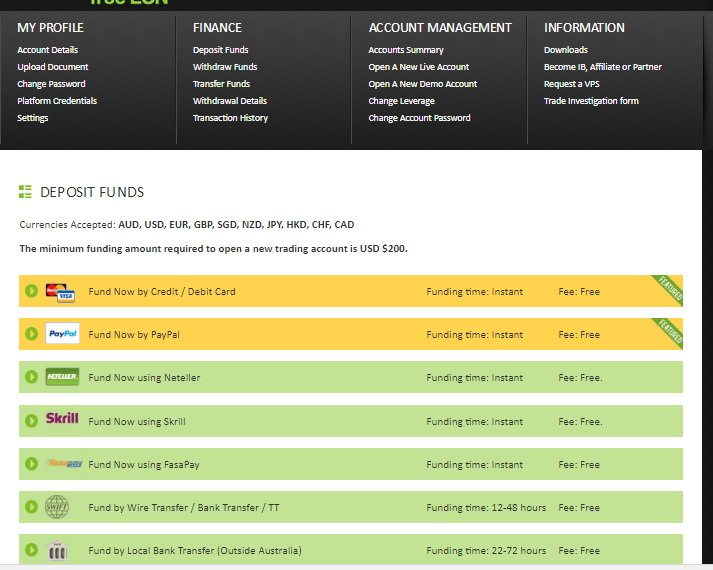 MY PROFILE
Account Details
Upload Document
Change Password
Platform Credentials
Settings
FINANCE
Deposit Funds
Withdraw Funds
Transfer Funds
Withdrawal Details
Transaction History
ACCOUNT MANAGEMENT
Accounts Summary
Open A New Live Account
Open A New Demo Account
Change Leverage
Change Account Password
INFORMATION
Downloads
Become IB, Affiliate or Partner
Request a VPS
Trade Investigation form
DEPOSIT FUNDS
Currencies Accepted: AUD, USD, EUR, GBP, SGD, NZD, JPY, HKD, CHF, CAD
The minimum funding amount required to open a new trading account is USD $200.
VISA Fund Now by Credit / Debit Card Funding time: Instant Fee: Free FEATURED
PayPal Fund Now by PayPal Funding time: Instant Fee: Free FEATURED
NETELLER Fund Now using Neteller Funding time: Instant Fee: Free.
Skrill Fund Now using Skrill Funding time: Instant Fee: Free.
Fund Now using FasaPay Funding time: Instant Fee: Free
SWIFT Fund by Wire Transfer / Bank Transfer / TT Funding time: 12-48 hours Fee: Free
Fund by Local Bank Transfer (Outside Australia) Funding time: 22-72 hours Fee: Free